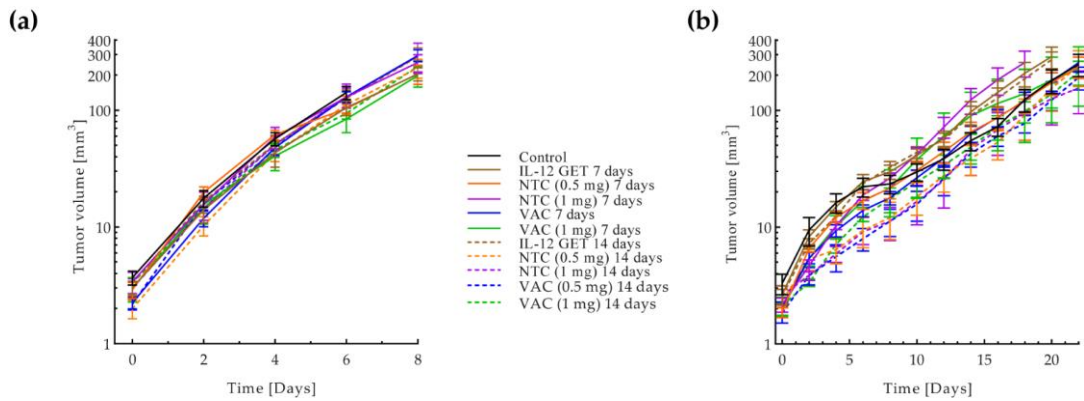 (a)
Tumor volume [mm³]
400
300
200
100
10
1
0
2
4
6
8
Time [Days]
Control
IL-12 GET 7 days
NTC (0.5 mg) 7 days
NTC (1 mg) 7 days
VAC 7 days
VAC (1 mg) 7 days
IL-12 GET 14 days
NTC (0.5 mg) 14 days
NTC (1 mg) 14 days
VAC (0.5 mg) 14 days
VAC (1 mg) 14 days
(b)
Tumor volume [mm³]
400
300
200
100
10
1
0
5
10
15
20
Time [Days]